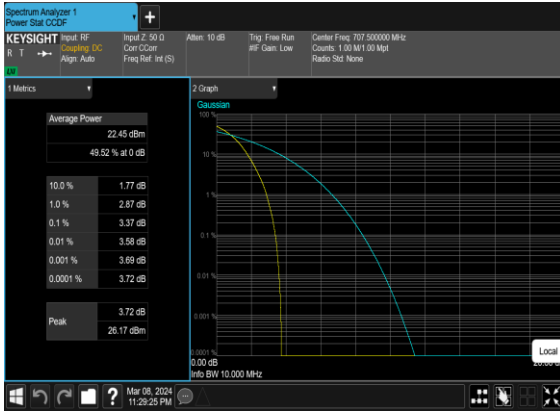 Spectrum Analyzer 1
Power Stat CCDF
KEYSIGHT
R T
Input: RF
Coupling: DC
Align: Auto
Input Z: 50 Ω
Corr CCorr
Freq Ref: Int (S)
Atten: 10 dB
Trig: Free Run
#IF Gain: Low
Center Freq: 707.500000 MHz
Counts: 1.00 M/1.00 Mpt
Radio Std: None
1 Metrics
Average Power
22.45 dBm
49.52 % at 0 dB
10.0 % 1.77 dB
1.0 % 2.87 dB
0.1 % 3.37 dB
0.01 % 3.58 dB
0.001 % 3.69 dB
0.0001 % 3.72 dB
Peak
3.72 dB
26.17 dBm
2 Graph
Gaussian
100 %
10 %
1 %
0.1 %
0.01 %
0.001 %
0.0001 %
0.00 dB
Info BW 10.000 MHz
Local
Mar 08, 2024
11:29:25 PM